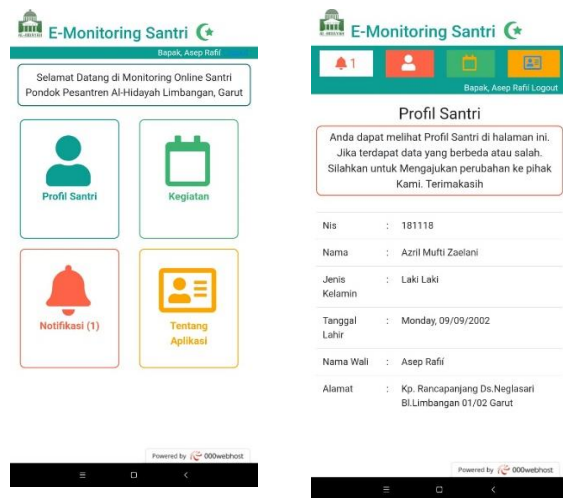 E-Monitoring Santri
Bapak, Asep Rafii
Selamat Datang di Monitoring Online Santri
Pondok Pesantren Al-Hidayah Limbangan, Garut
Profil Santri
Kegiatan
Notifikasi (1)
Tentang
Aplikasi
Powered by 000webhost
E-Monitoring Santri
1
Bapak, Asep Rafii Logout
Profil Santri
Anda dapat melihat Profil Santri di halaman ini.
Jika terdapat data yang berbeda atau salah.
Silahkan untuk Mengajukan perubahan ke pihak
Kami. Terimakasih
Nis : 181118
Nama : Azril Mufti Zaelani
Jenis : Laki Laki
Kelamin
Tanggal : Monday, 09/09/2002
Lahir
Nama Wali : Asep Rafii
Alamat : Kp. Rancapanjang Ds.Neglasari
Bl.Limbangan 01/02 Garut
Powered by 000webhost